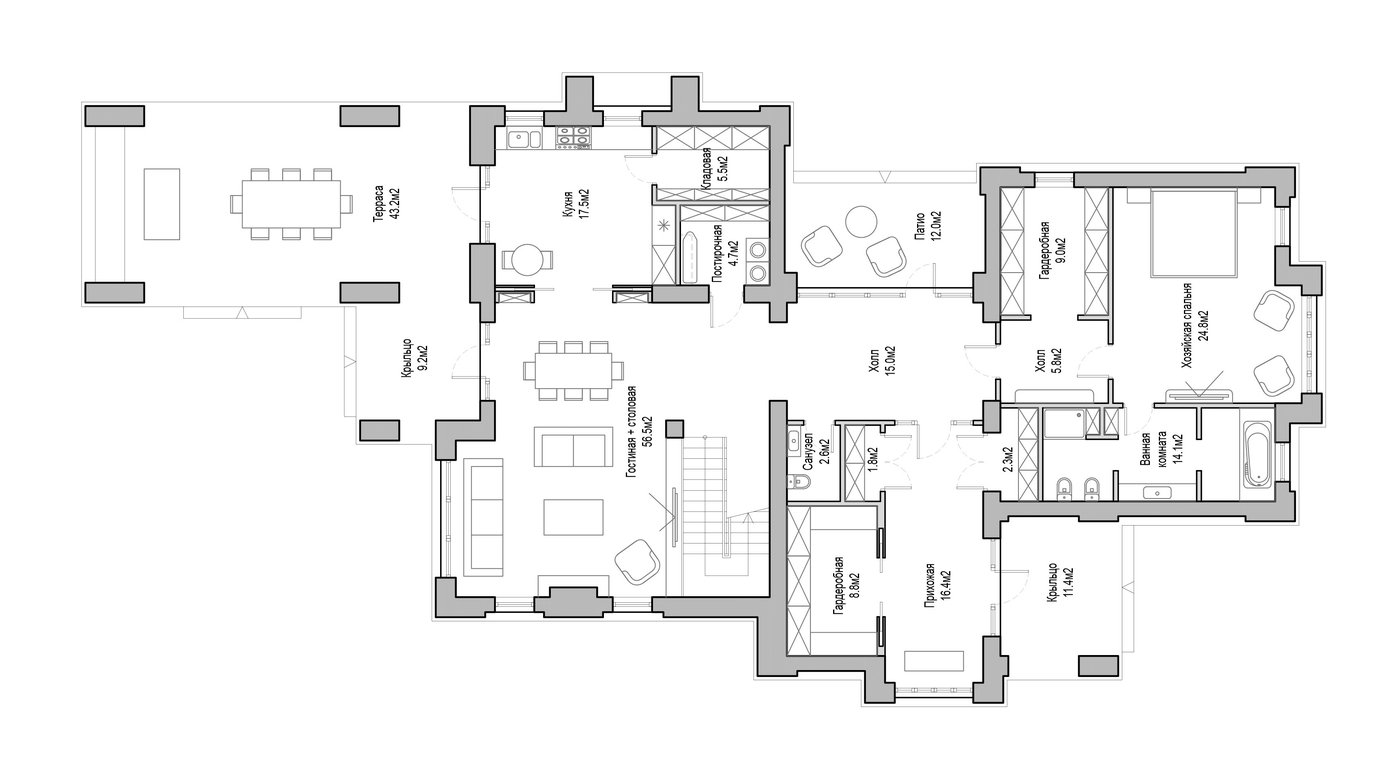 Терраса
43.2м2
Крыльцо
9.2м2
Кухня
17.5м2
Кладовая
5.5м2
Постирочная
4.7м2
Гостиная + столовая
56.5м2
Патио
12.0м2
Холл
15.0м2
Санузел
2.6м2
1.8м2
Гардеробная
8.8м2
Прихожая
16.4м2
2.3м2
Крыльцо
11.4м2
Гардеробная
9.0м2
Холл
5.8м2
Хозяйская спальня
24.8м2
Ванная
комната
14.1м2